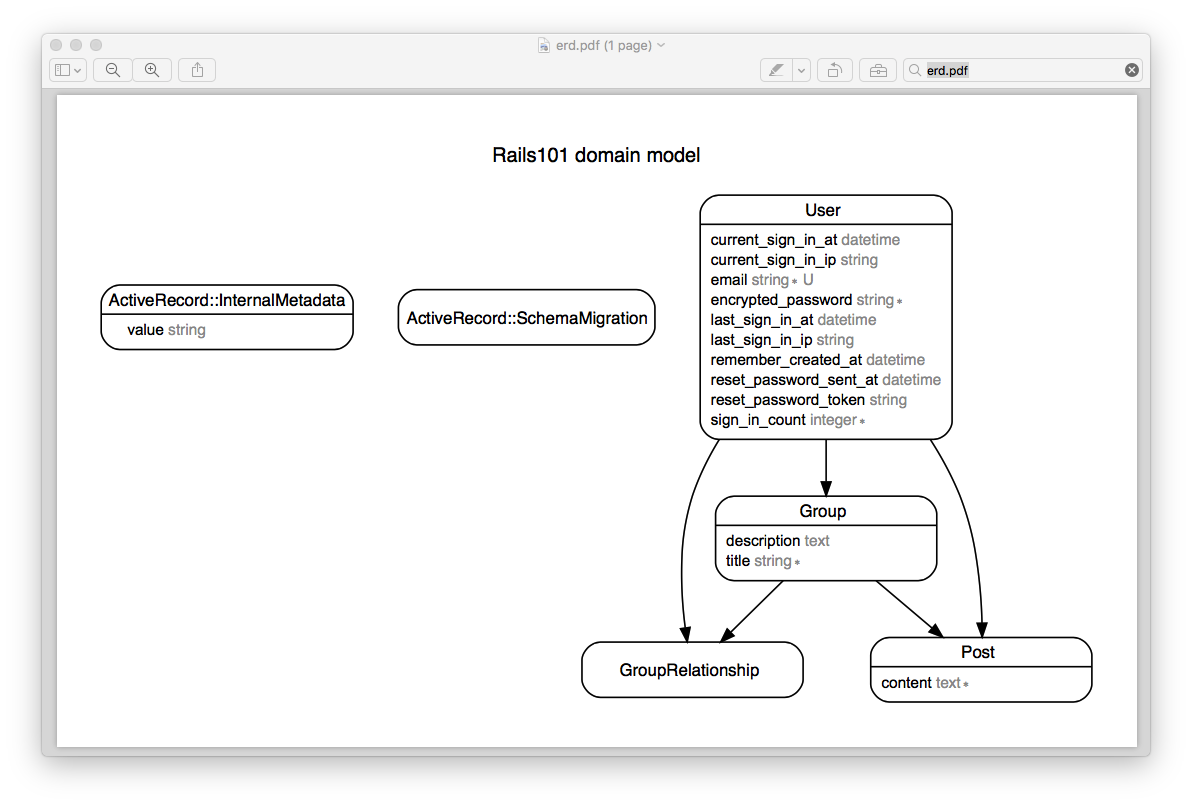 erd.pdf (1 page)
erd.pdf
Rails101 domain model
ActiveRecord::InternalMetadata
value string
ActiveRecord::SchemaMigration
User
current_sign_in_at datetime
current_sign_in_ip string
email string * U
encrypted_password string *
last_sign_in_at datetime
last_sign_in_ip string
remember_created_at datetime
reset_password_sent_at datetime
reset_password_token string
sign_in_count integer *
Group
description text
title string *
GroupRelationship
Post
content text *